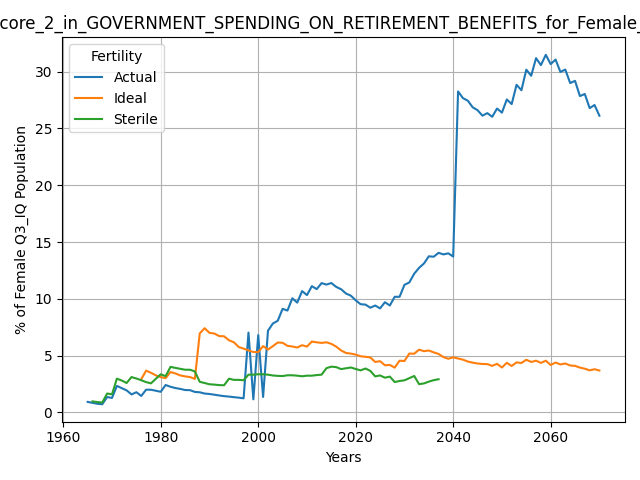 core_2_in_GOVERNMENT_SPENDING_ON_RETIREMENT_BENEFITS_for_Female_
Fertility
Actual
Ideal
Sterile
% of Female Q3_IQ Population
30
25
20
15
10
5
0
1960 1980 2000 2020 2040 2060
Years